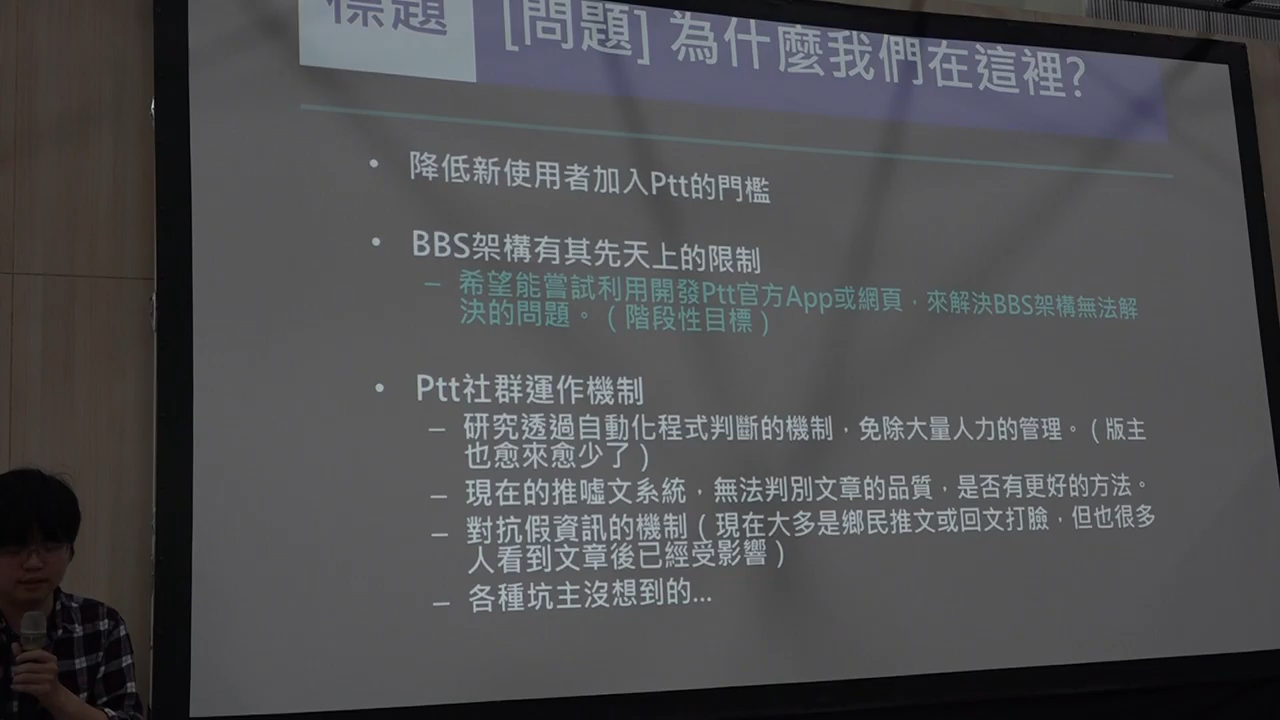 標題
[問題] 為什麼我們在這裡?
• 降低新使用者加入Ptt的門檻
• BBS架構有其先天上的限制
– 希望能嘗試利用開發Ptt官方App或網頁，來解決BBS架構無法解
決的問題。（階段性目標）
• Ptt社群運作機制
– 研究透過自動化程式判斷的機制，免除大量人力的管理。（版主
也愈來愈少了）
– 現在的推噓文系統，無法判別文章的品質，是否有更好的方法。
– 對抗假資訊的機制（現在大多是鄉民推文或回文打臉，但也很多
人看到文章後已經受影響）
– 各種坑主沒想到的...